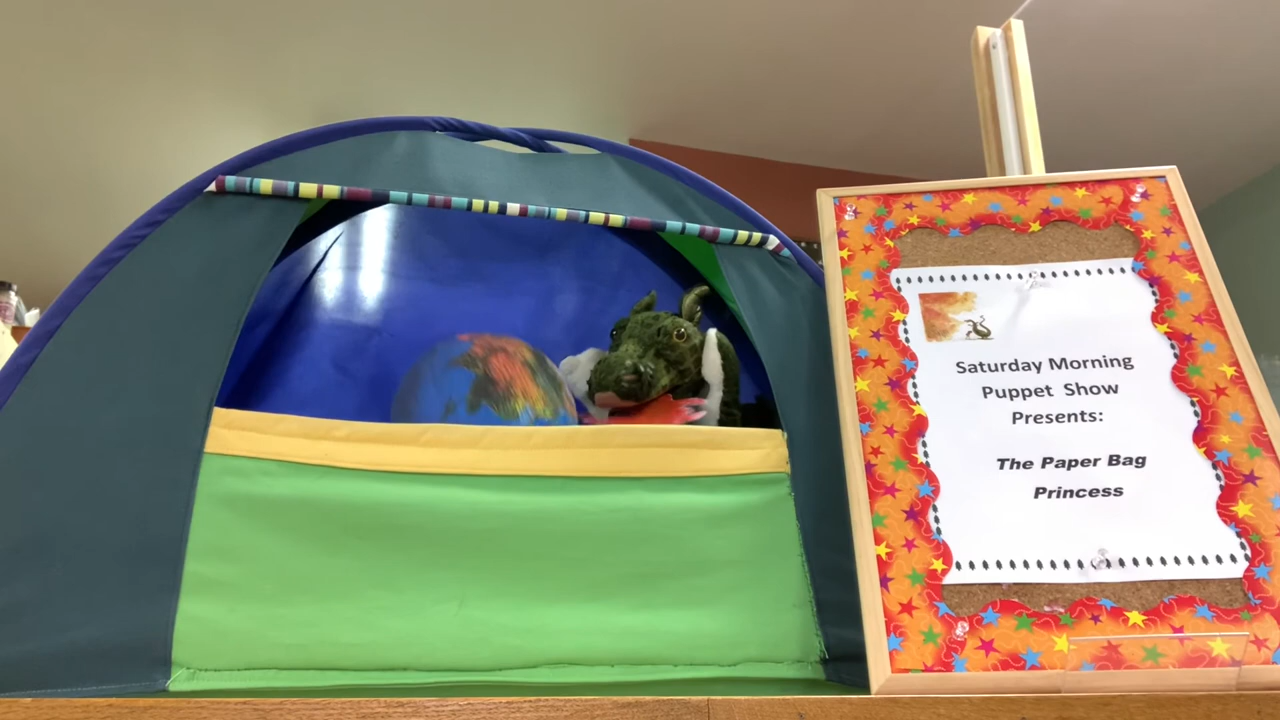 Saturday Morning
Puppet Show
Presents:
The Paper Bag
Princess